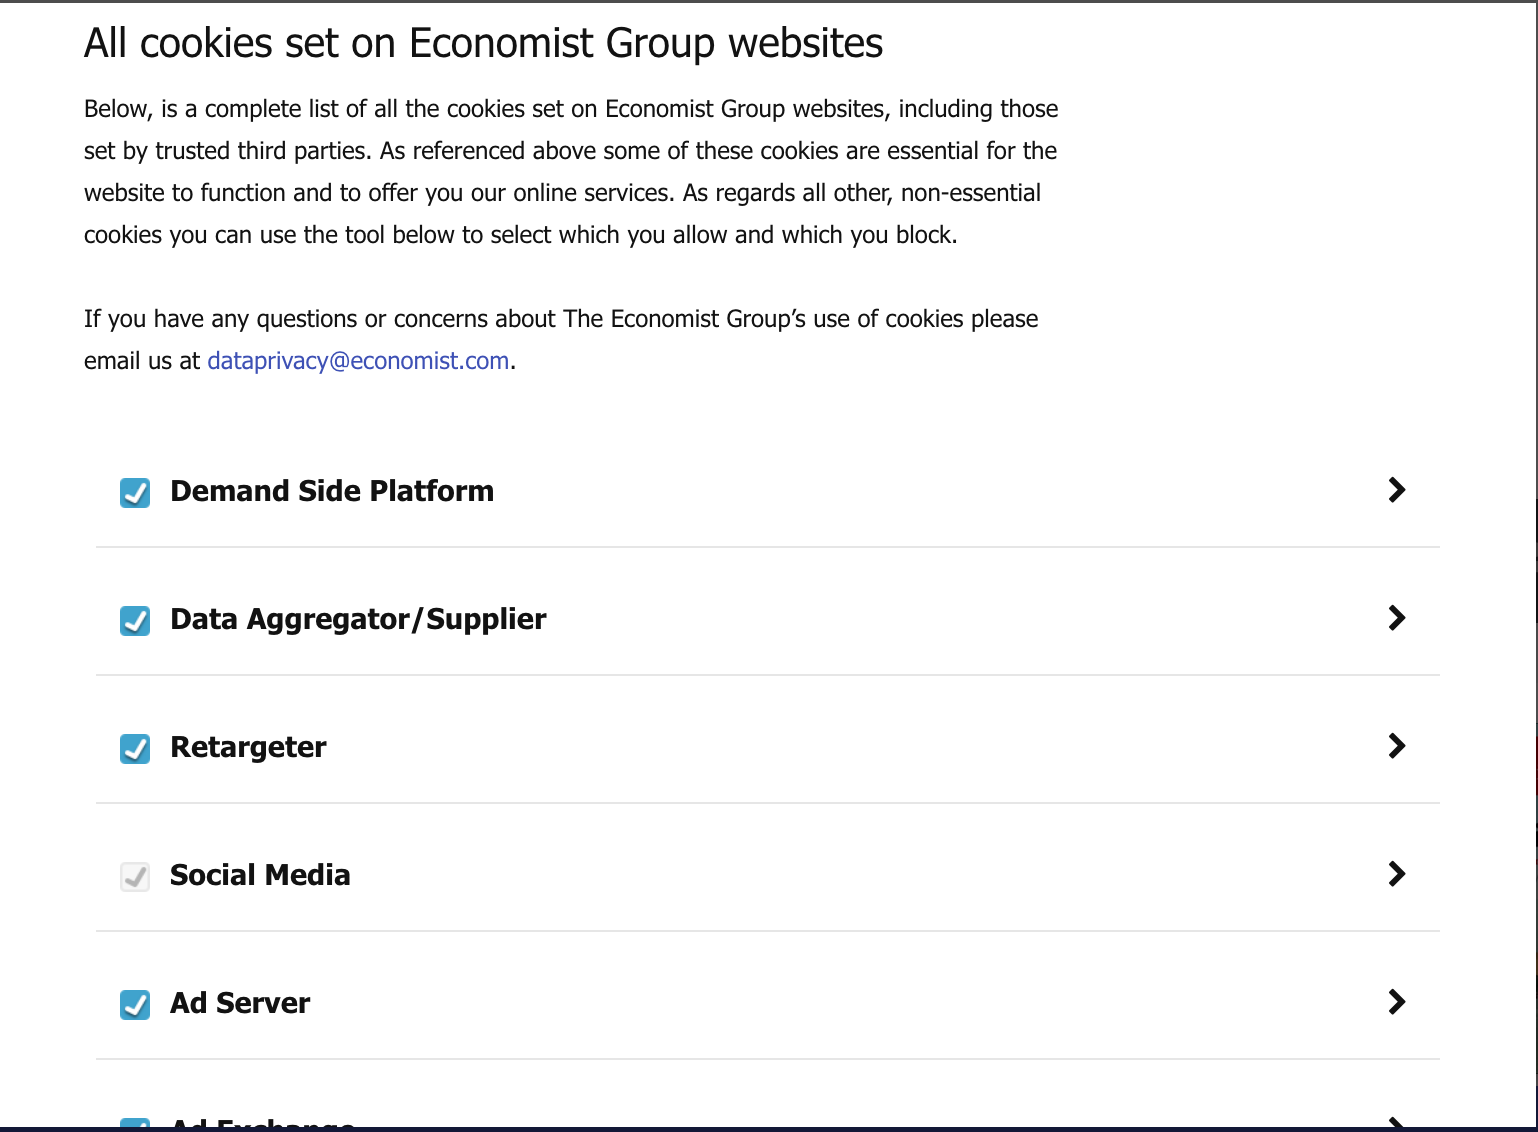 All cookies set on Economist Group websites
Below, is a complete list of all the cookies set on Economist Group websites, including those
set by trusted third parties. As referenced above some of these cookies are essential for the
website to function and to offer you our online services. As regards all other, non-essential
cookies you can use the tool below to select which you allow and which you block.
If you have any questions or concerns about The Economist Group’s use of cookies please
email us at dataprivacy@economist.com.
Demand Side Platform
Data Aggregator/Supplier
Retargeter
Social Media
Ad Server
Ad Exchange